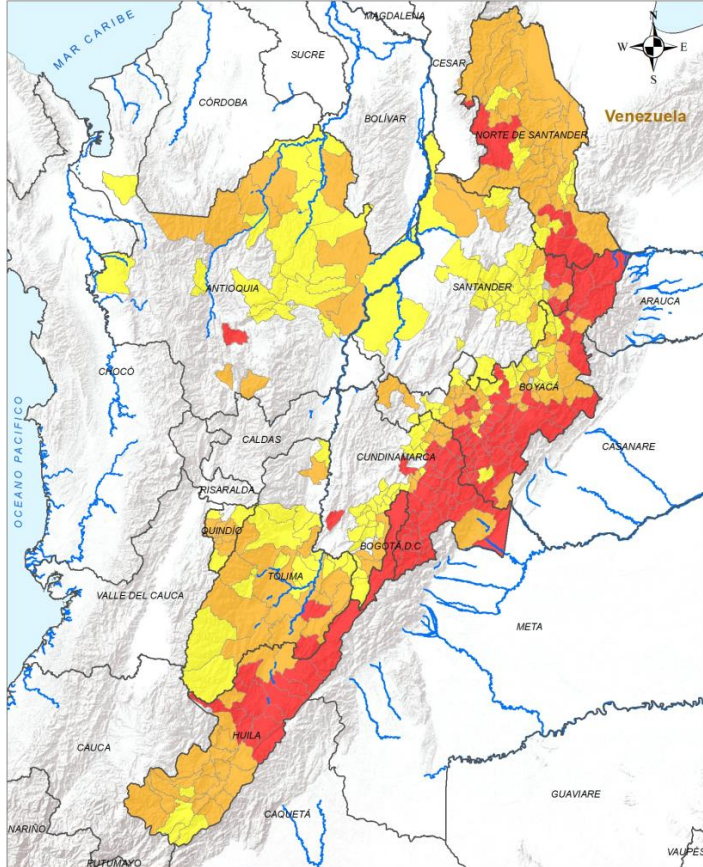 MAGDALENA
N
MAR CARIBE
W
E
SUCRE
CESAR
S
CÓRDOBA
BOLÍVAR
Venezuela
NORTE DE SANTANDER
ANTIOQUIA
SANTANDER
ARAUCA
CHOCÓ
BOYACÁ
OCEANO PACIFICO
CALDAS
CUNDINAMARCA
CASANARE
RISARALDA
QUINDIO
BOGOTÁ, D.C
TOLIMA
VALLE DEL CAUCA
META
CAUCA
HUILA
GUAVIARE
CAQUETÁ
NARIÑO
PUTUMAYO
VAUPÉS